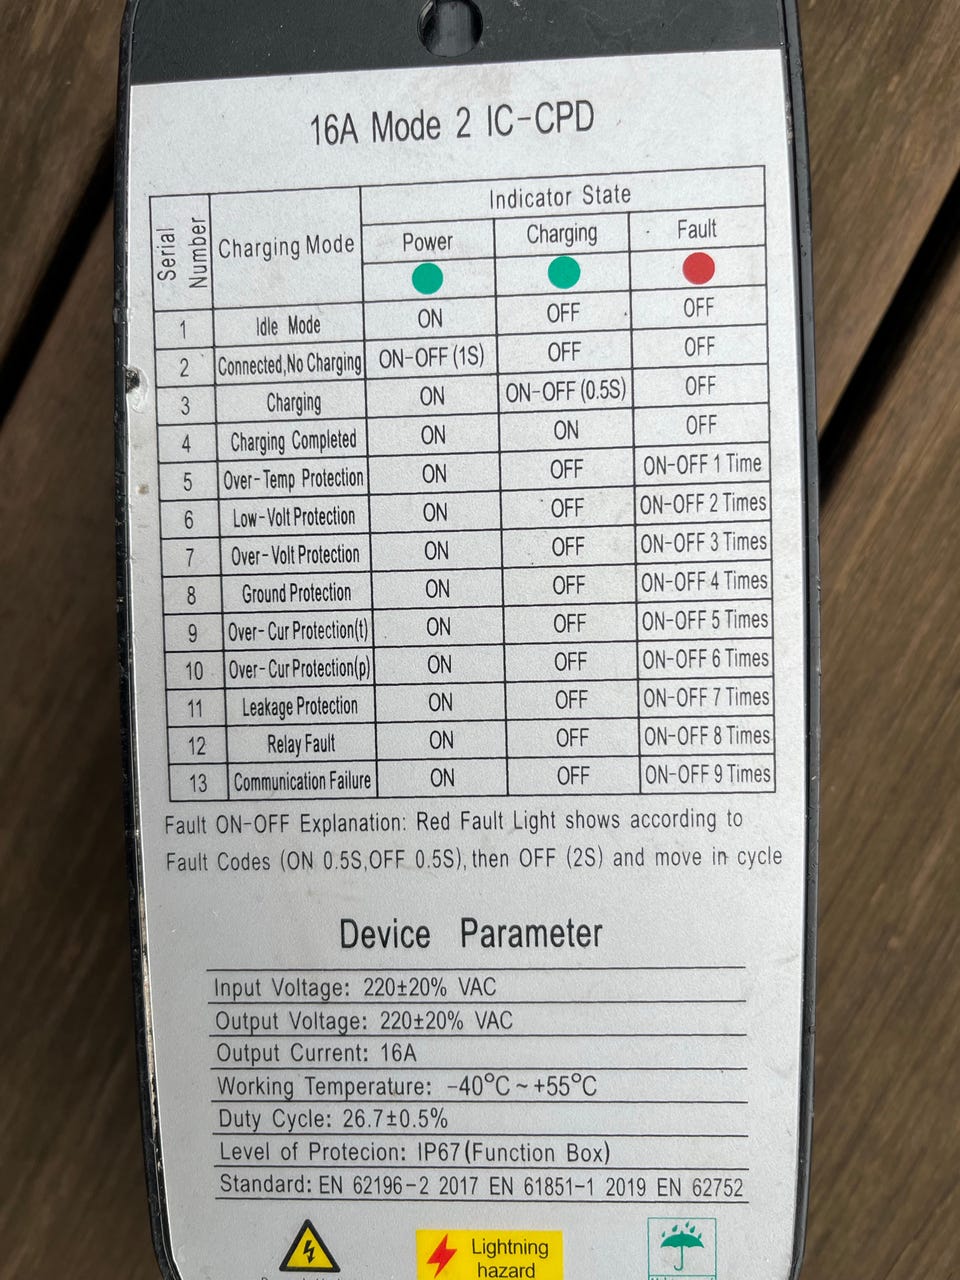 16A Mode 2 IC-CPD
Serial Number Charging Mode Indicator State
Power Charging Fault
1 Idle Mode ON OFF OFF
2 Connected,No Charging ON-OFF (1S) OFF OFF
3 Charging ON ON-OFF (0.5S) OFF
4 Charging Completed ON ON OFF
5 Over-Temp Protection ON OFF ON-OFF 1 Time
6 Low-Volt Protection ON OFF ON-OFF 2 Times
7 Over-Volt Protection ON OFF ON-OFF 3 Times
8 Ground Protection ON OFF ON-OFF 4 Times
9 Over-Cur Protection(t) ON OFF ON-OFF 5 Times
10 Over-Cur Protection(p) ON OFF ON-OFF 6 Times
11 Leakage Protection ON OFF ON-OFF 7 Times
12 Relay Fault ON OFF ON-OFF 8 Times
13 Communication Failure ON OFF ON-OFF 9 Times
Fault ON-OFF Explanation: Red Fault Light shows according to
Fault Codes (ON 0.5S,OFF 0.5S), then OFF (2S) and move in cycle
Device Parameter
Input Voltage: 220±20% VAC
Output Voltage: 220±20% VAC
Output Current: 16A
Working Temperature: -40°C ~ +55°C
Duty Cycle: 26.7±0.5%
Level of Protecion: IP67(Function Box)
Standard: EN 62196-2 2017 EN 61851-1 2019 EN 62752
Lightning
hazard